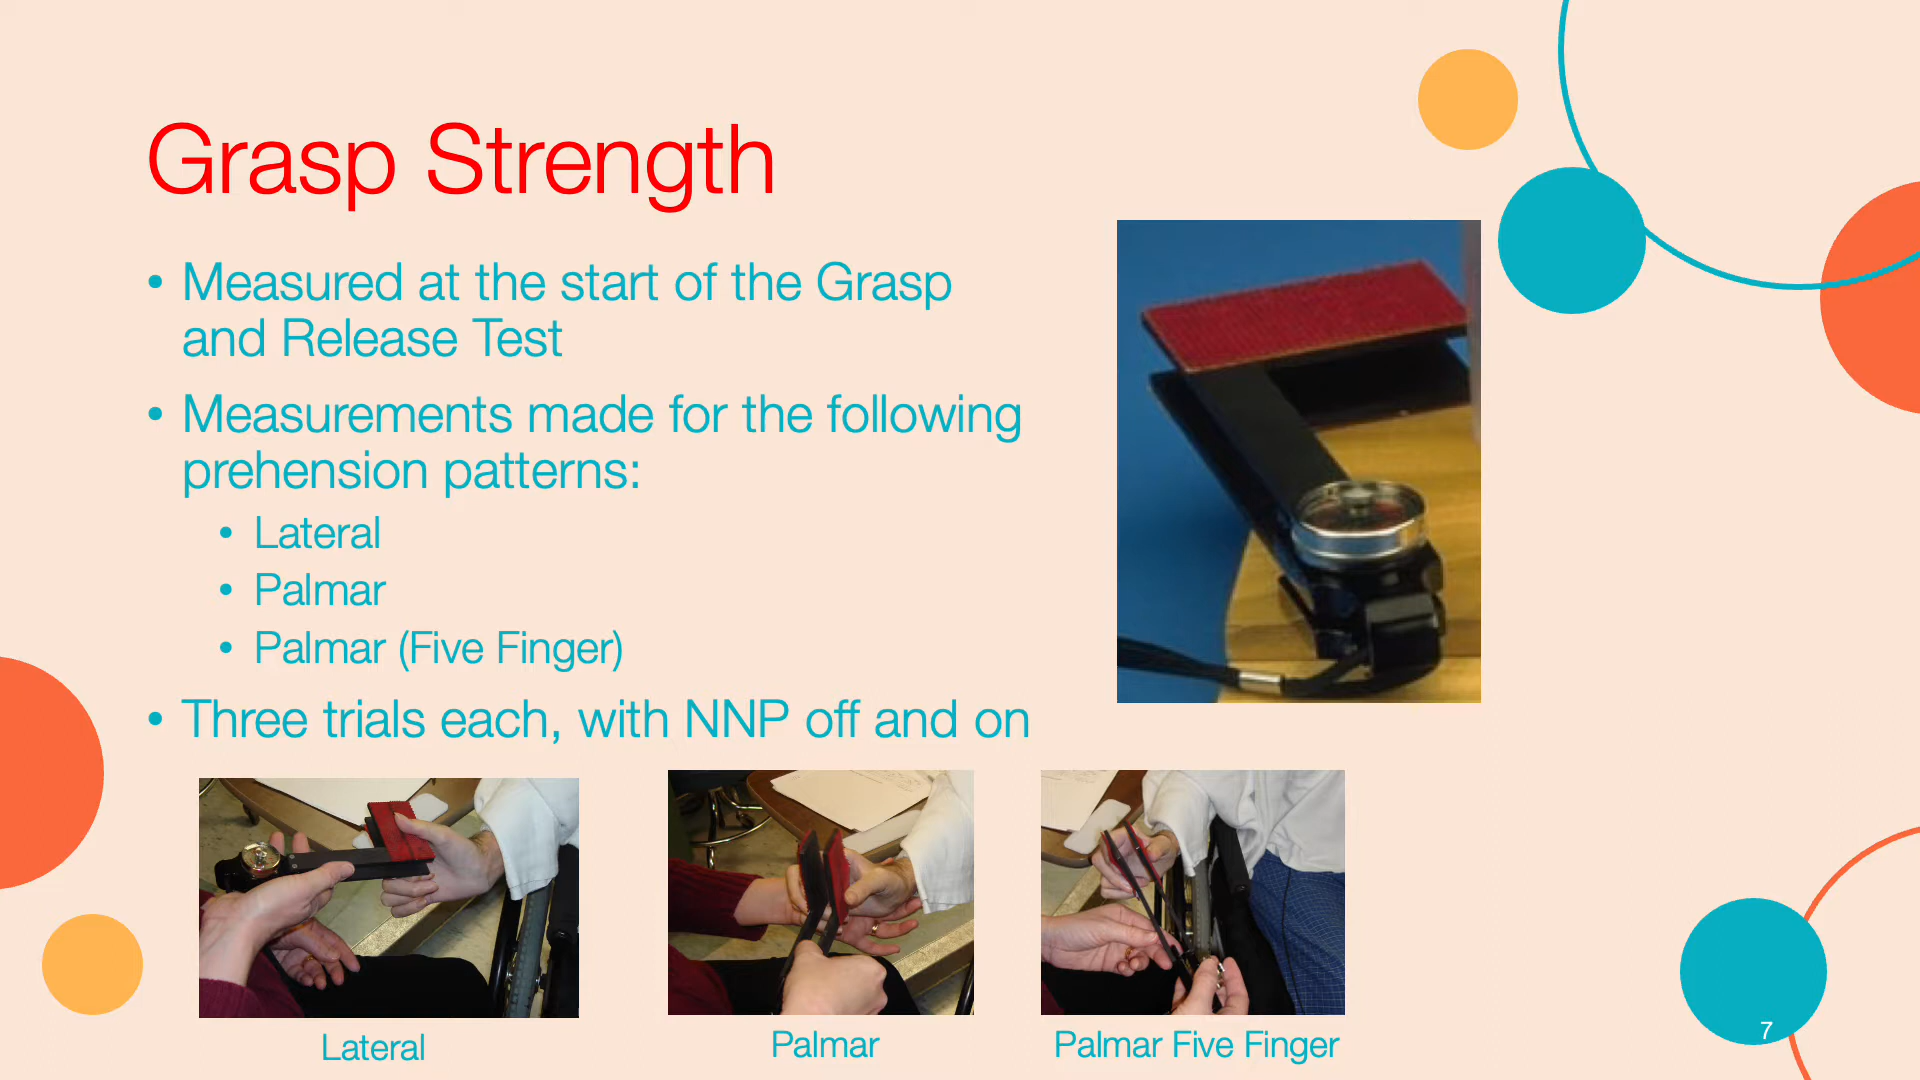 Grasp Strength
• Measured at the start of the Grasp
and Release Test
• Measurements made for the following
prehension patterns:
• Lateral
• Palmar
• Palmar (Five Finger)
• Three trials each, with NNP off and on
Lateral
Palmar
Palmar Five Finger
7